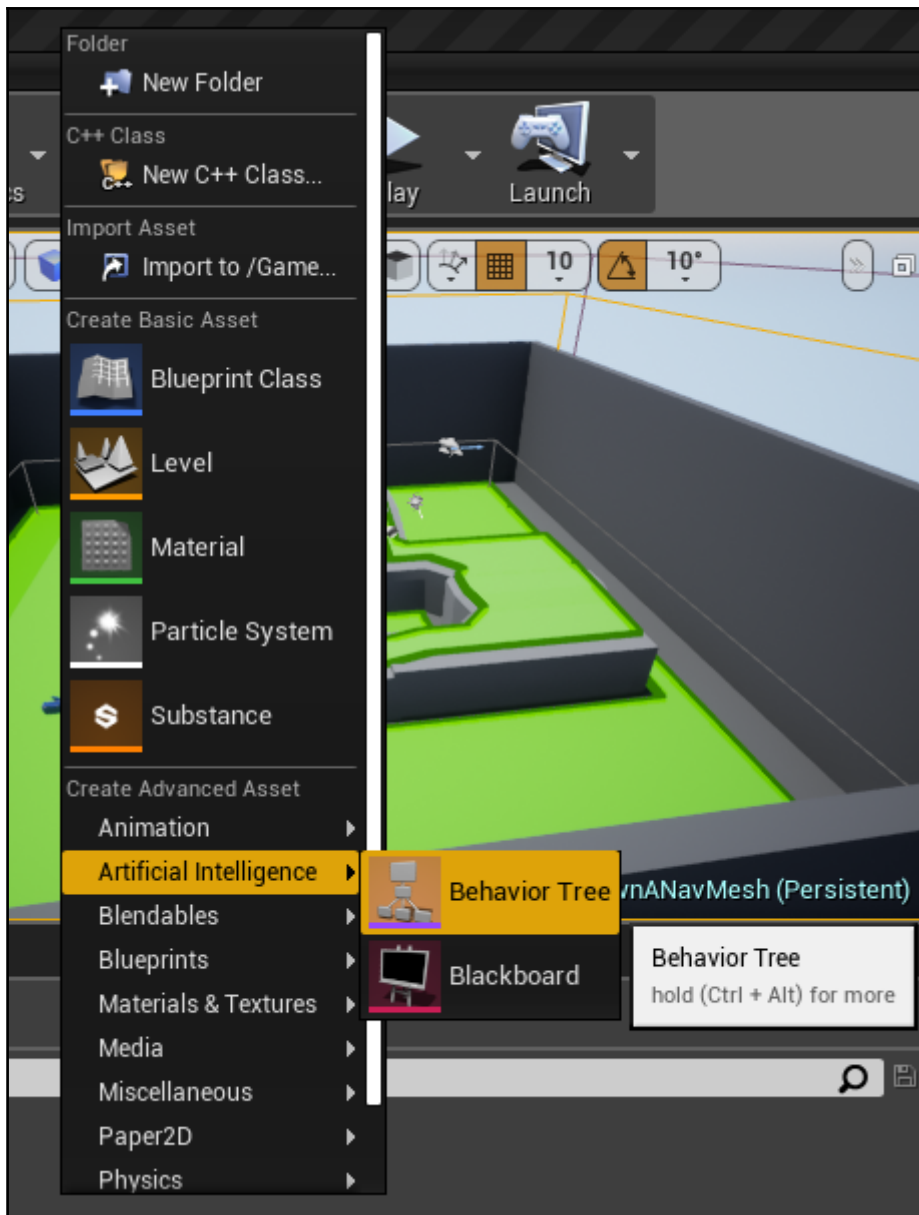 Folder
New Folder
C++ Class
New C++ Class...
C++
lay
Launch
cs
Import Asset
Import to /Game...
10
10°
Create Basic Asset
Blueprint Class
Level
Material
Particle System
Substance
Create Advanced Asset
Animation
Artificial Intelligence
Behavior Tree
wnANavMesh (Persistent)
Blendables
Blueprints
Blackboard
Behavior Tree
hold (Ctrl + Alt) for more
Materials & Textures
Media
Miscellaneous
Paper2D
Physics